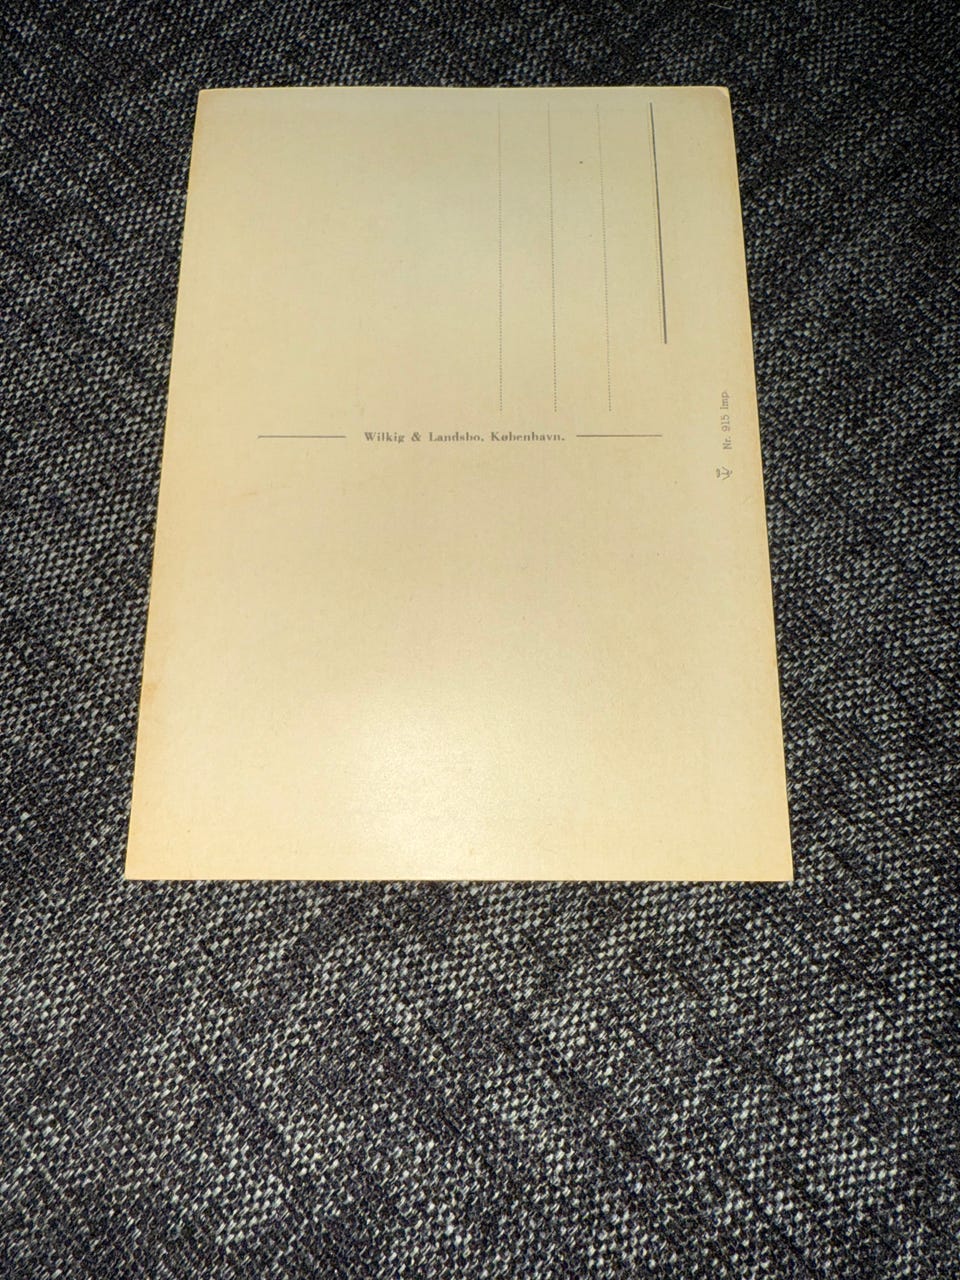 Wilkig & Landsbo, København.
Nr. 915 Imp.